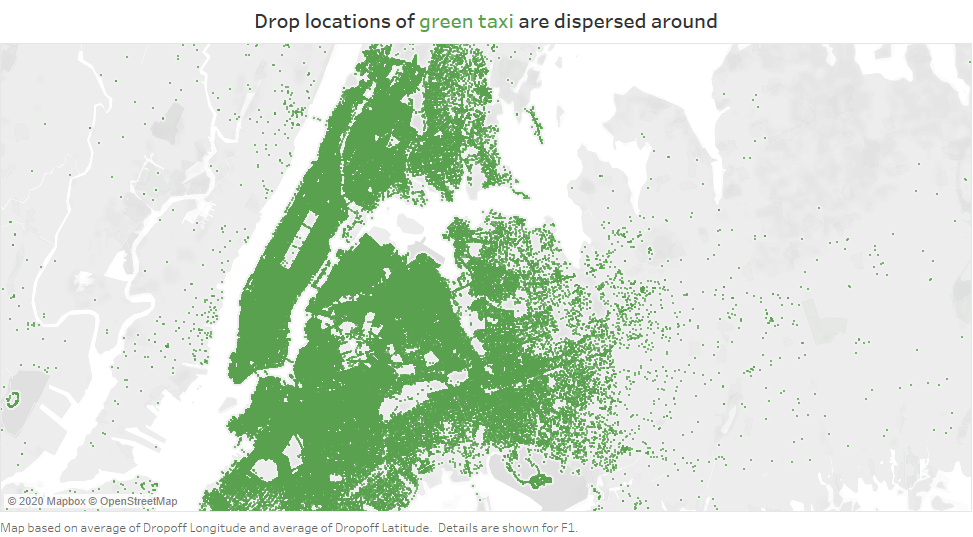 Drop locations of green taxi are dispersed around
© 2020 Mapbox © OpenStreetMap
Map based on average of Dropoff Longitude and average of Dropoff Latitude.  Details are shown for F1.